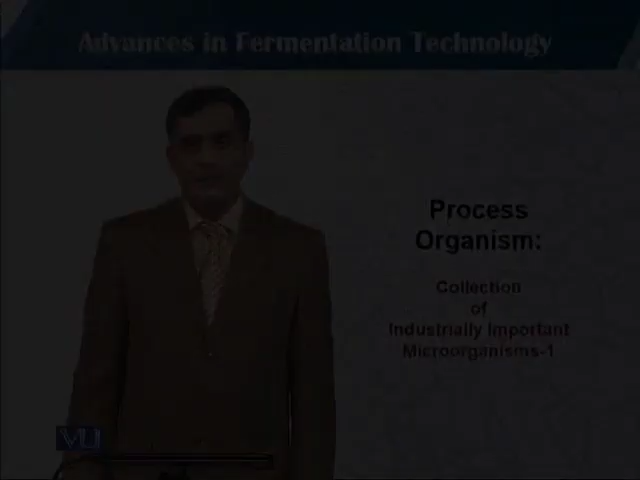 Advances in Fermentation Technology
Process
Organism:
Collection
of
Industrially Important
Microorganisms-1
VU